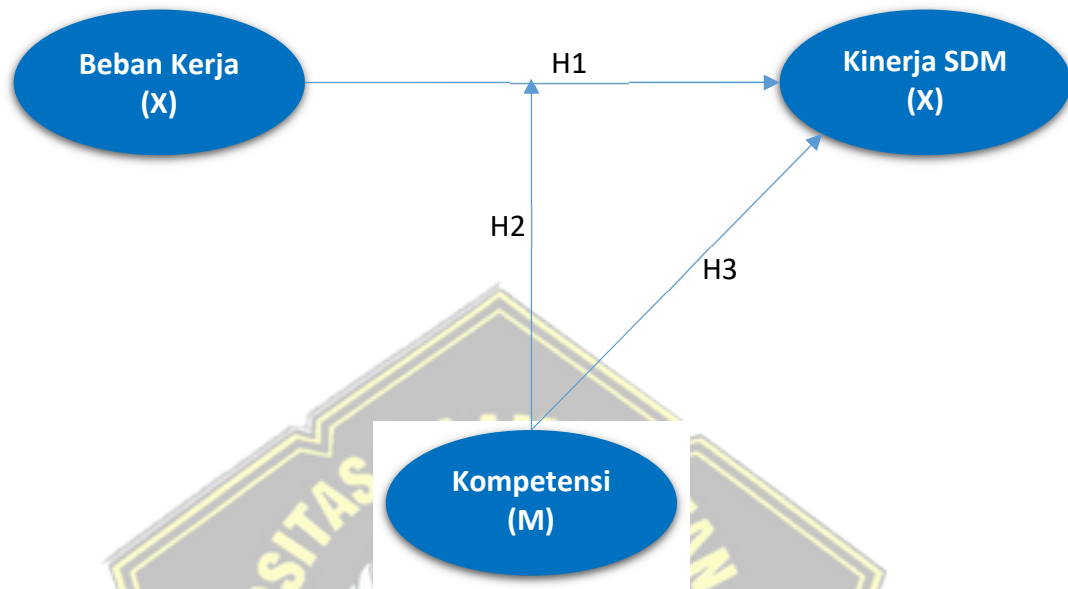 Beban Kerja
(X)
H1
Kinerja SDM
(X)
H2
H3
Kompetensi
(M)